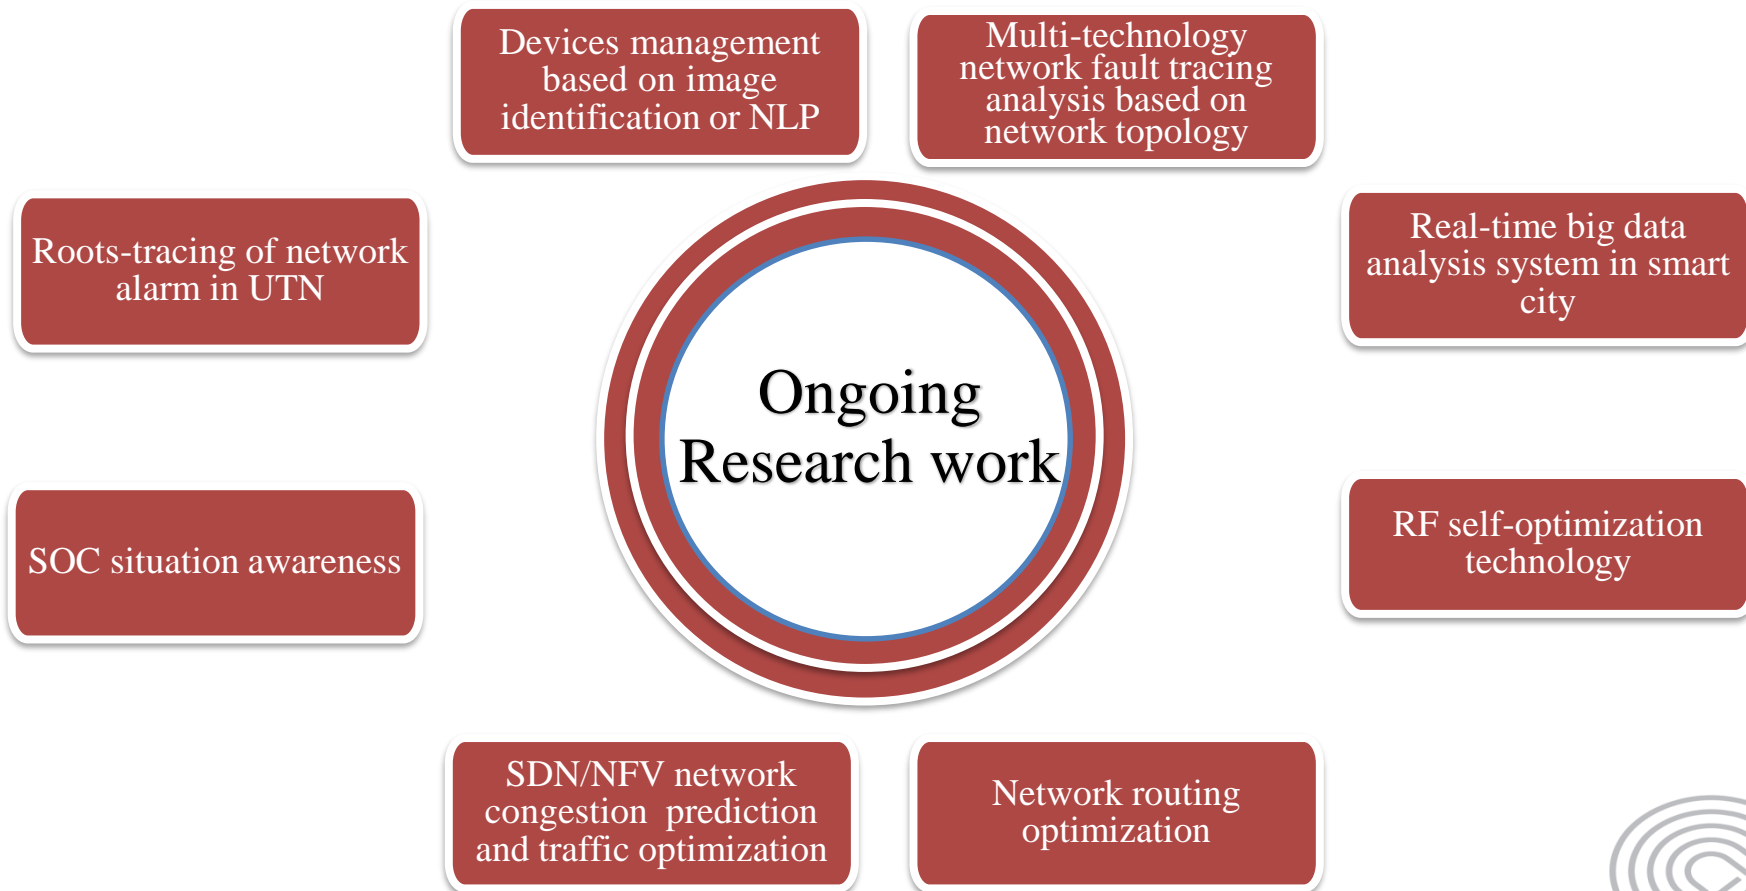 Devices management
based on image
identification or NLP
Multi-technology
network fault tracing
analysis based on
network topology
Roots-tracing of network
alarm in UTN
Real-time big data
analysis system in smart
city
Ongoing
Research work
SOC situation awareness
RF self-optimization
technology
SDN/NFV network
congestion  prediction
and traffic optimization
Network routing
optimization